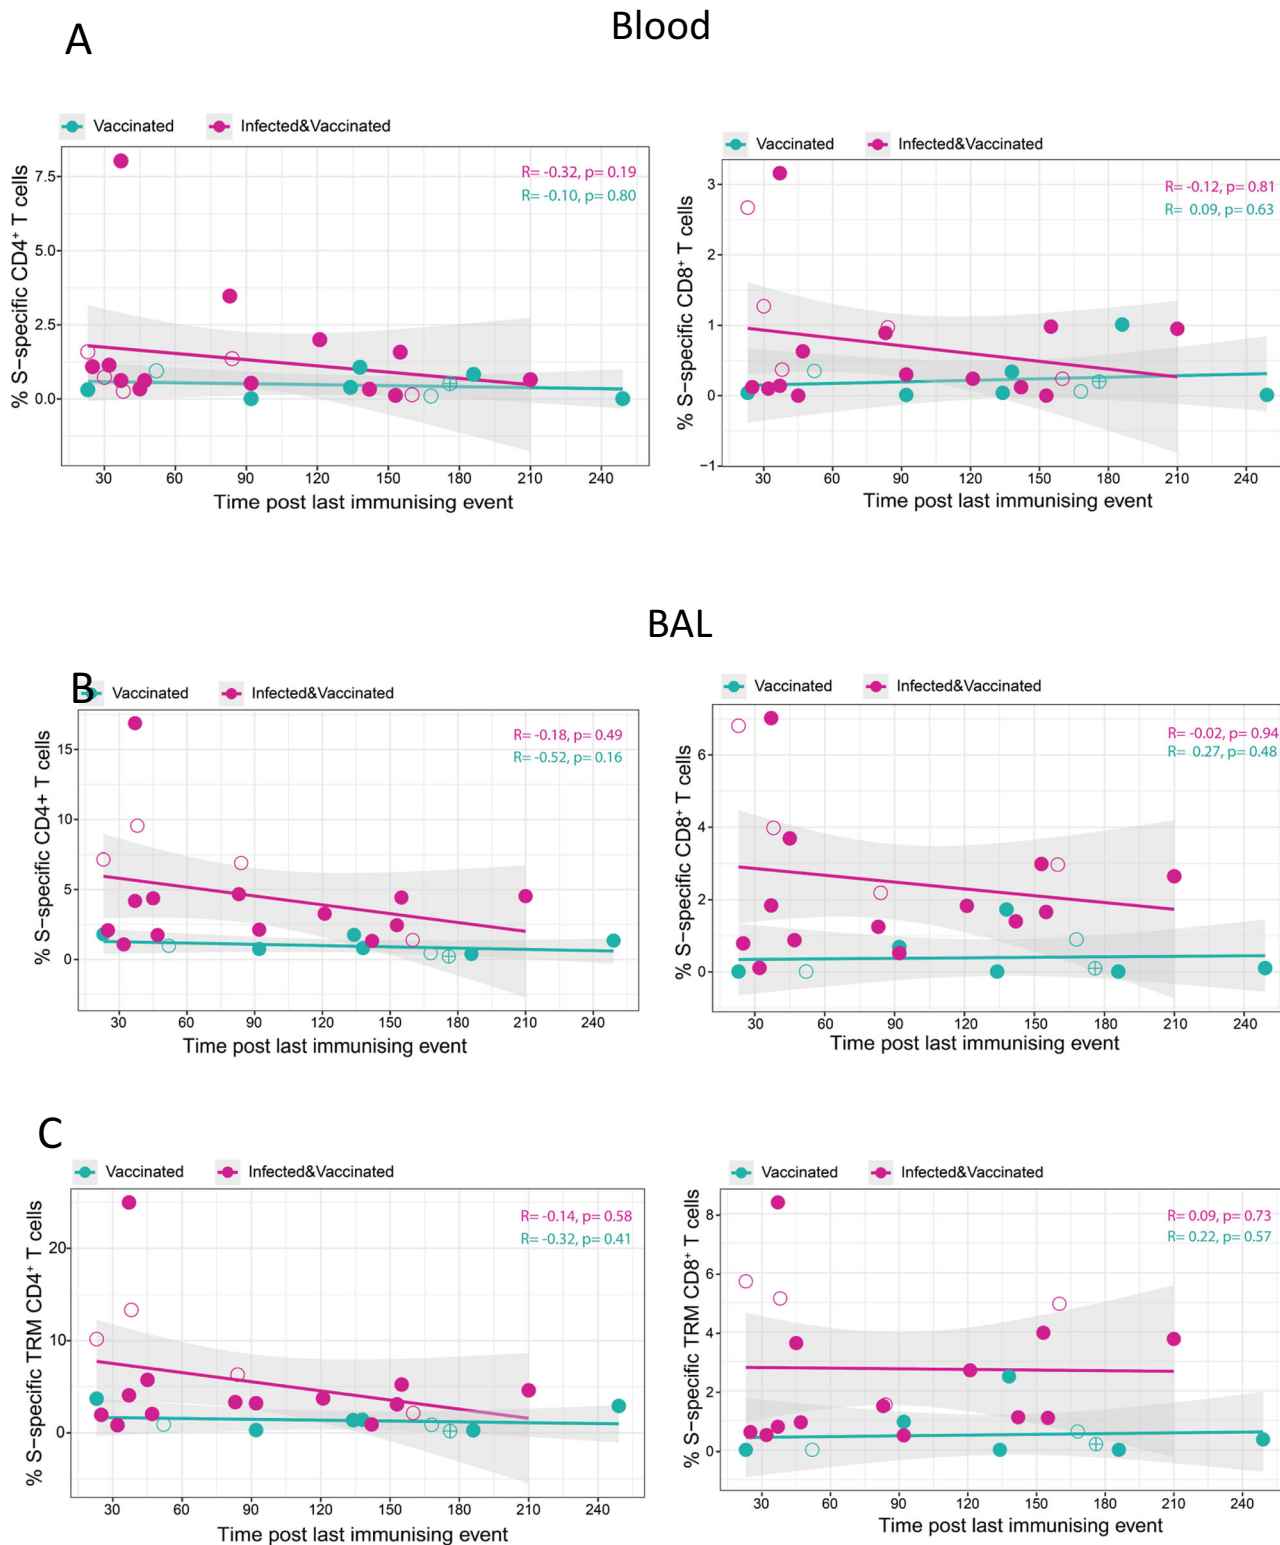 Blood
A
Vaccinated Infected&Vaccinated
R= -0.32, p= 0.19
R= -0.10, p= 0.80
% S−specific CD4⁺ T cells
7.5
5.0
2.5
0.0
30 60 90 120 150 180 210 240
Time post last immunising event
Vaccinated Infected&Vaccinated
R= -0.12, p= 0.81
R= 0.09, p= 0.63
% S−specific CD8⁺ T cells
3
2
1
0
−1
30 60 90 120 150 180 210 240
Time post last immunising event
BAL
B
Vaccinated Infected&Vaccinated
R= -0.18, p= 0.49
R= -0.52, p= 0.16
% S−specific CD4+ T cells
15
10
5
0
30 60 90 120 150 180 210 240
Time post last immunising event
Vaccinated Infected&Vaccinated
R= -0.02, p= 0.94
R= 0.27, p= 0.48
% S−specific CD8⁺ T cells
6
4
2
0
30 60 90 120 150 180 210 240
Time post last immunising event
C
Vaccinated Infected&Vaccinated
R= -0.14, p= 0.58
R= -0.32, p= 0.41
% S−specific TRM CD4⁺ T cells
20
10
0
30 60 90 120 150 180 210 240
Time post last immunising event
Vaccinated Infected&Vaccinated
R= 0.09, p= 0.73
R= 0.22, p= 0.57
% S−specific TRM CD8⁺ T cells
8
6
4
2
0
30 60 90 120 150 180 210 240
Time post last immunising event